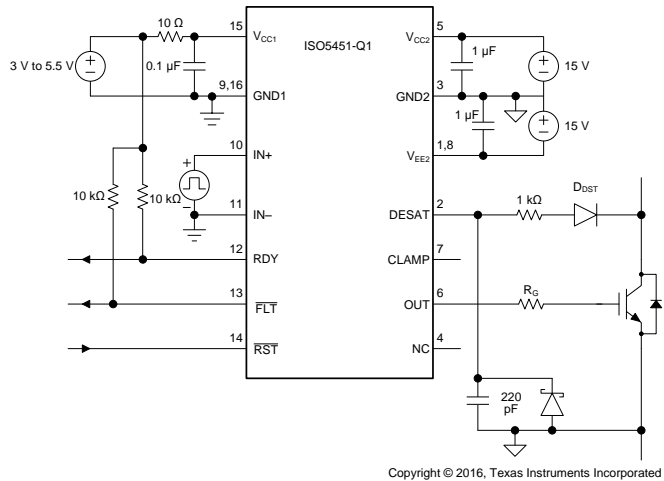 10 Ω
15
VCC1
ISO5451-Q1
VCC2
5
1 µF
3 V to 5.5 V
0.1 µF
15 V
9,16
GND1
GND2
3
1 µF
15 V
10
IN+
VEE2
1,8
+
–
10 kΩ
10 kΩ
11
IN–
DESAT
2
1 kΩ
DDST
12
RDY
CLAMP
7
13
FLT
OUT
6
RG
14
RST
NC
4
220
pF
Copyright © 2016, Texas Instruments Incorporated